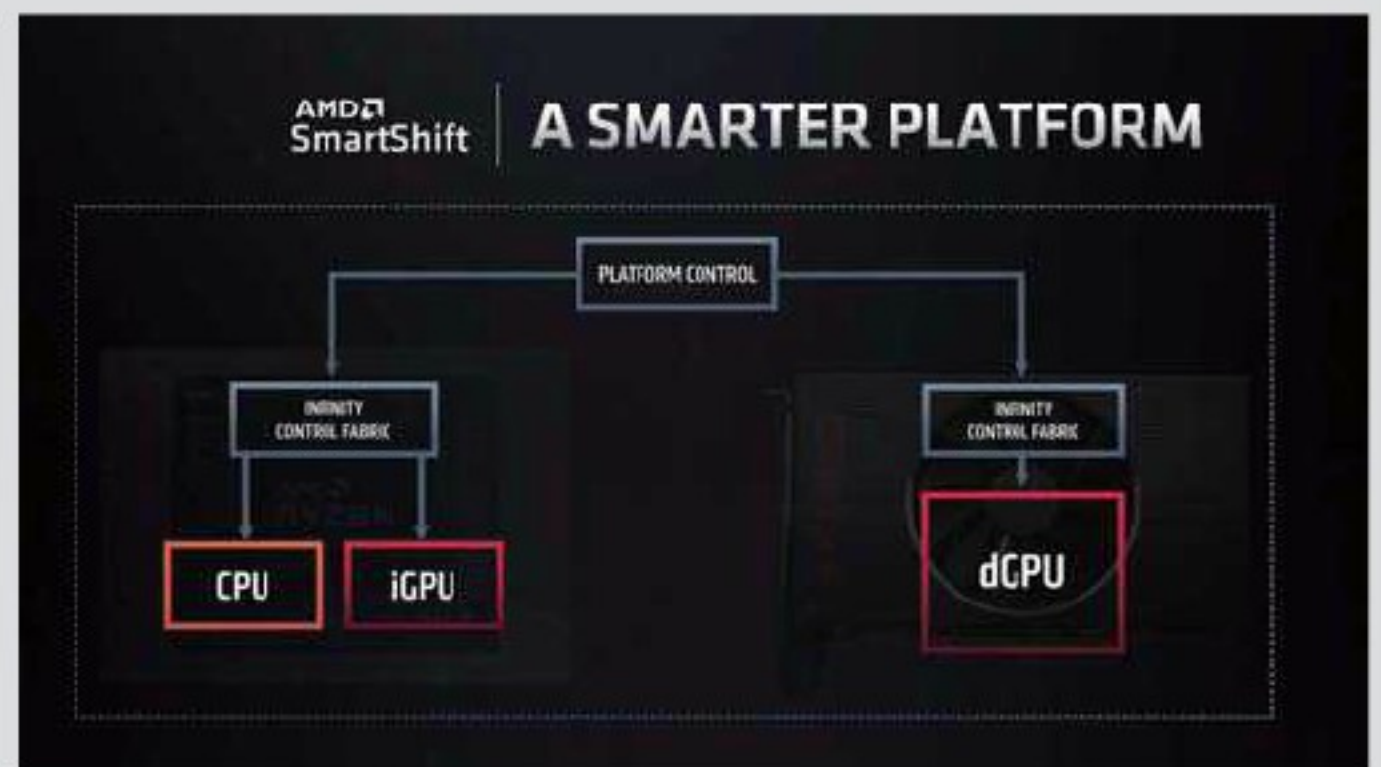 AMD
SmartShift
A SMARTER PLATFORM
PLATFORM CONTROL
INFINITY
CONTROL FABRIC
INFINITY
CONTROL FABRIC
CPU
iGPU
dGPU